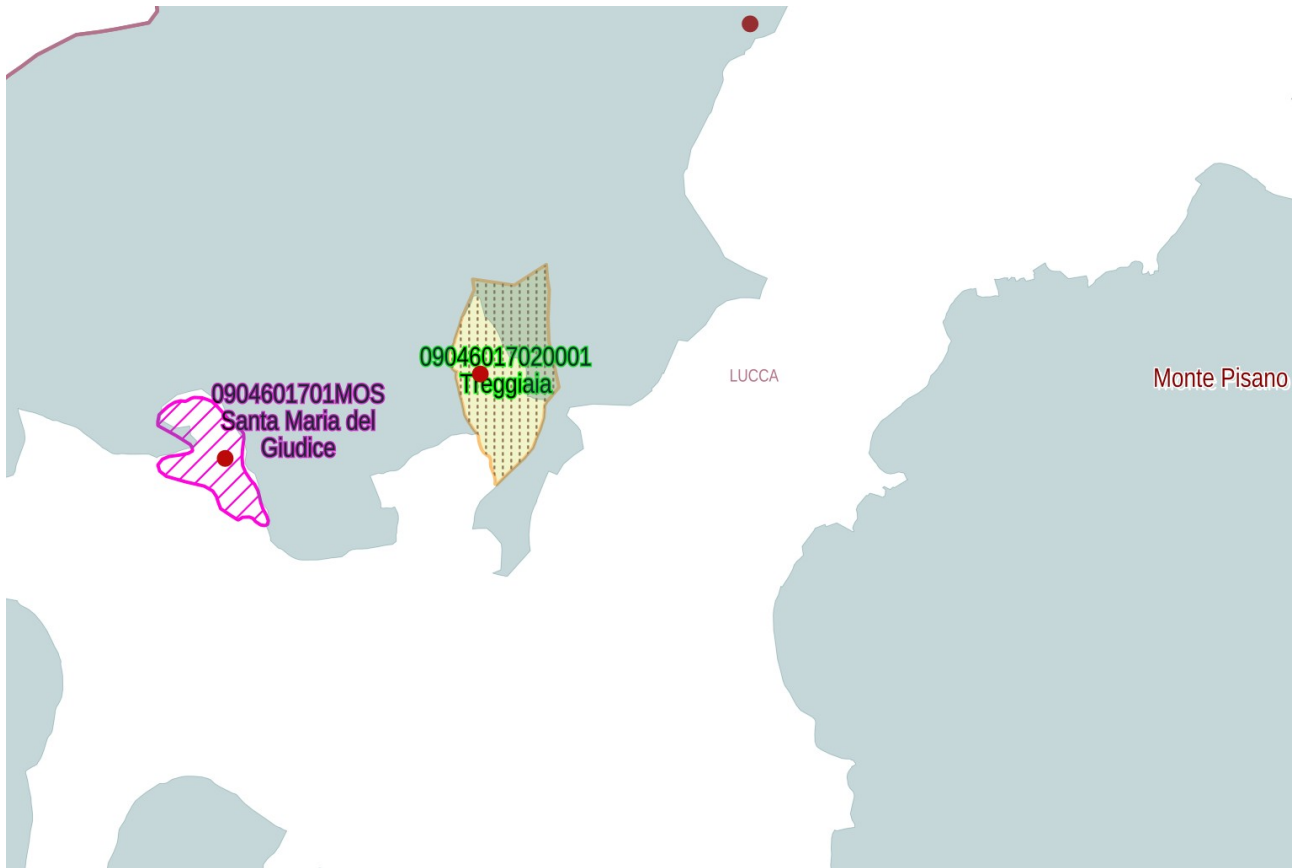 09046017020001
Treggiaia
0904601701MOS
Santa Maria del
Giudice
LUCCA
Monte Pisano